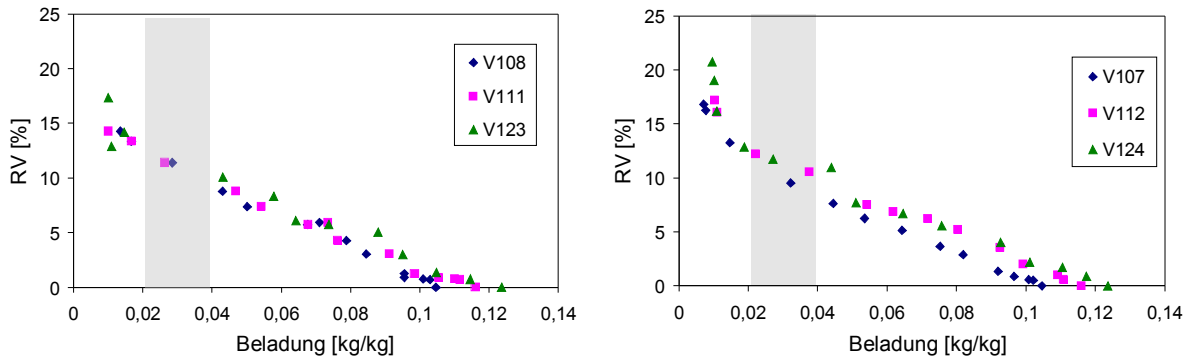 25
20
15
10
5
0
RV [%]
0 0,02 0,04 0,06 0,08 0,1 0,12 0,14
Beladung [kg/kg]
V108
V111
V123
25
20
15
10
5
0
RV [%]
0 0,02 0,04 0,06 0,08 0,1 0,12 0,14
Beladung [kg/kg]
V107
V112
V124